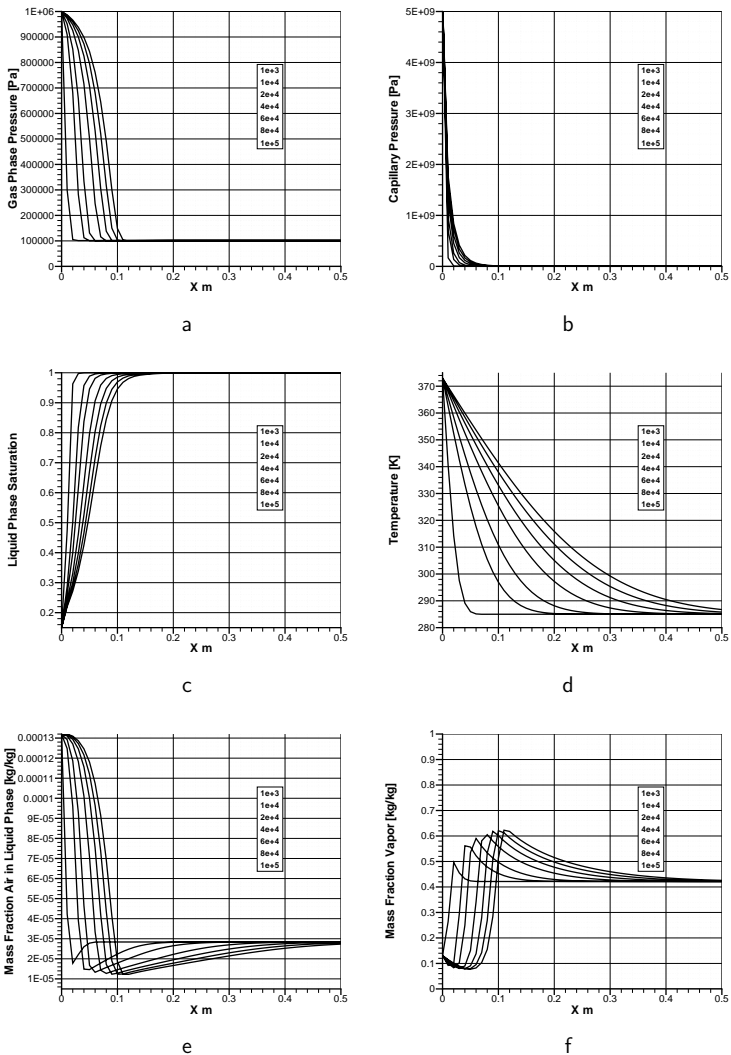 Gas Phase Pressure [Pa]
1E+06
900000
800000
700000
600000
500000
400000
300000
200000
100000
0
0 0.1 0.2 0.3 0.4 0.5
X m
1e+3
1e+4
2e+4
4e+4
6e+4
8e+4
1e+5
a
Capillary Pressure [Pa]
5E+09
4E+09
3E+09
2E+09
1E+09
0
0 0.1 0.2 0.3 0.4 0.5
X m
1e+3
1e+4
2e+4
4e+4
6e+4
8e+4
1e+5
b
Liquid Phase Saturation
1
0.9
0.8
0.7
0.6
0.5
0.4
0.3
0.2
0 0.1 0.2 0.3 0.4 0.5
X m
1e+3
1e+4
2e+4
4e+4
6e+4
8e+4
1e+5
c
Temperature [K]
370
360
350
340
330
320
310
300
290
280
0 0.1 0.2 0.3 0.4 0.5
X m
1e+3
1e+4
2e+4
4e+4
6e+4
8e+4
1e+5
d
Mass Fraction Air in Liquid Phase [kg/kg]
0.00013
0.00012
0.00011
0.0001
9E-05
8E-05
7E-05
6E-05
5E-05
4E-05
3E-05
2E-05
1E-05
0 0.1 0.2 0.3 0.4 0.5
X m
1e+3
1e+4
2e+4
4e+4
6e+4
8e+4
1e+5
e
Mass Fraction Vapor [kg/kg]
1
0.9
0.8
0.7
0.6
0.5
0.4
0.3
0.2
0.1
0
0 0.1 0.2 0.3 0.4 0.5
X m
1e+3
1e+4
2e+4
4e+4
6e+4
8e+4
1e+5
f